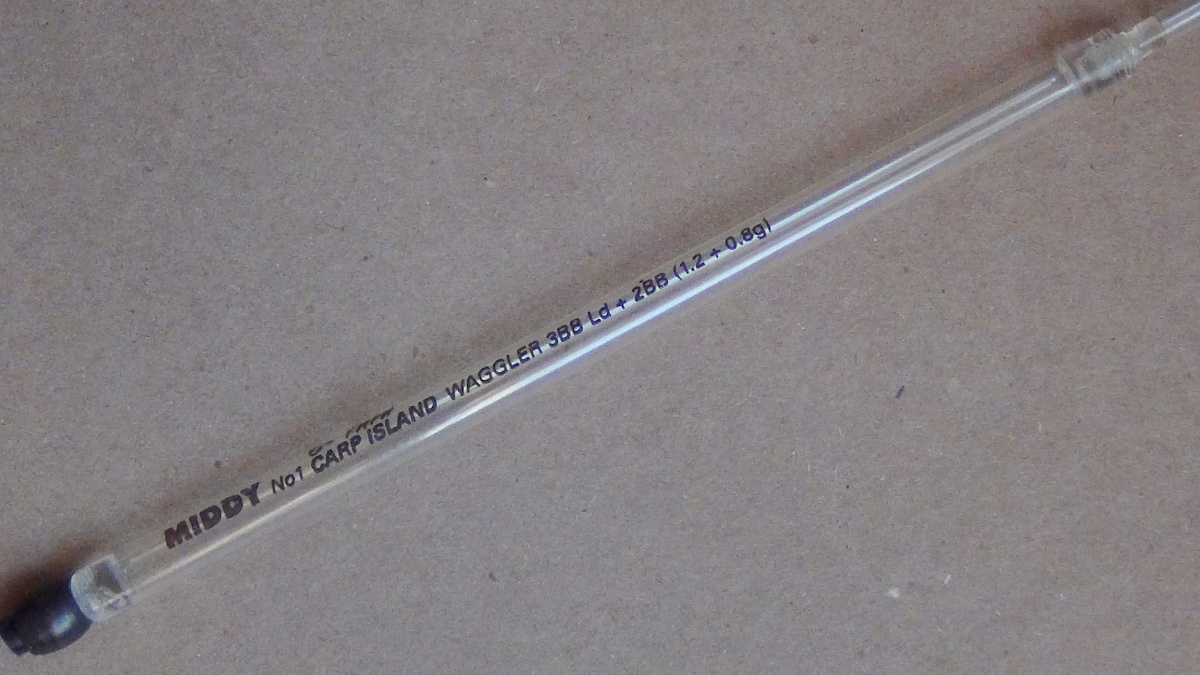 MIDDY No1 CARP ISLAND WAGGLER 3BB Ld + 2BB (1.2 + 0.8g)